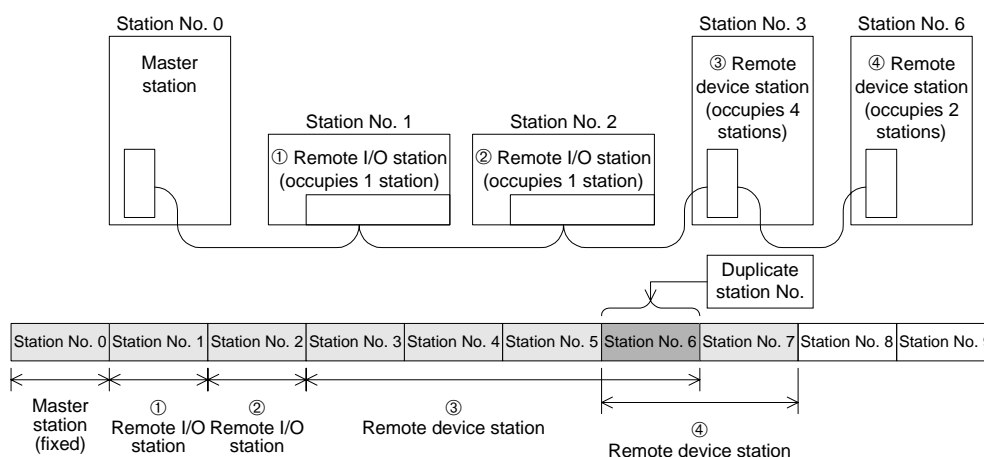 Station No. 0
Master
station
Station No. 1
① Remote I/O station
(occupies 1 station)
Station No. 2
② Remote I/O station
(occupies 1 station)
Station No. 3
③ Remote
device station
(occupies 4
stations)
Station No. 6
④ Remote
device station
(occupies 2
stations)
Duplicate
station No.
Station No. 0
Station No. 1
Station No. 2
Station No. 3
Station No. 4
Station No. 5
Station No. 6
Station No. 7
Station No. 8
Station No.
Master
station
(fixed)
①
Remote I/O
station
②
Remote I/O
station
③
Remote device station
④
Remote device station